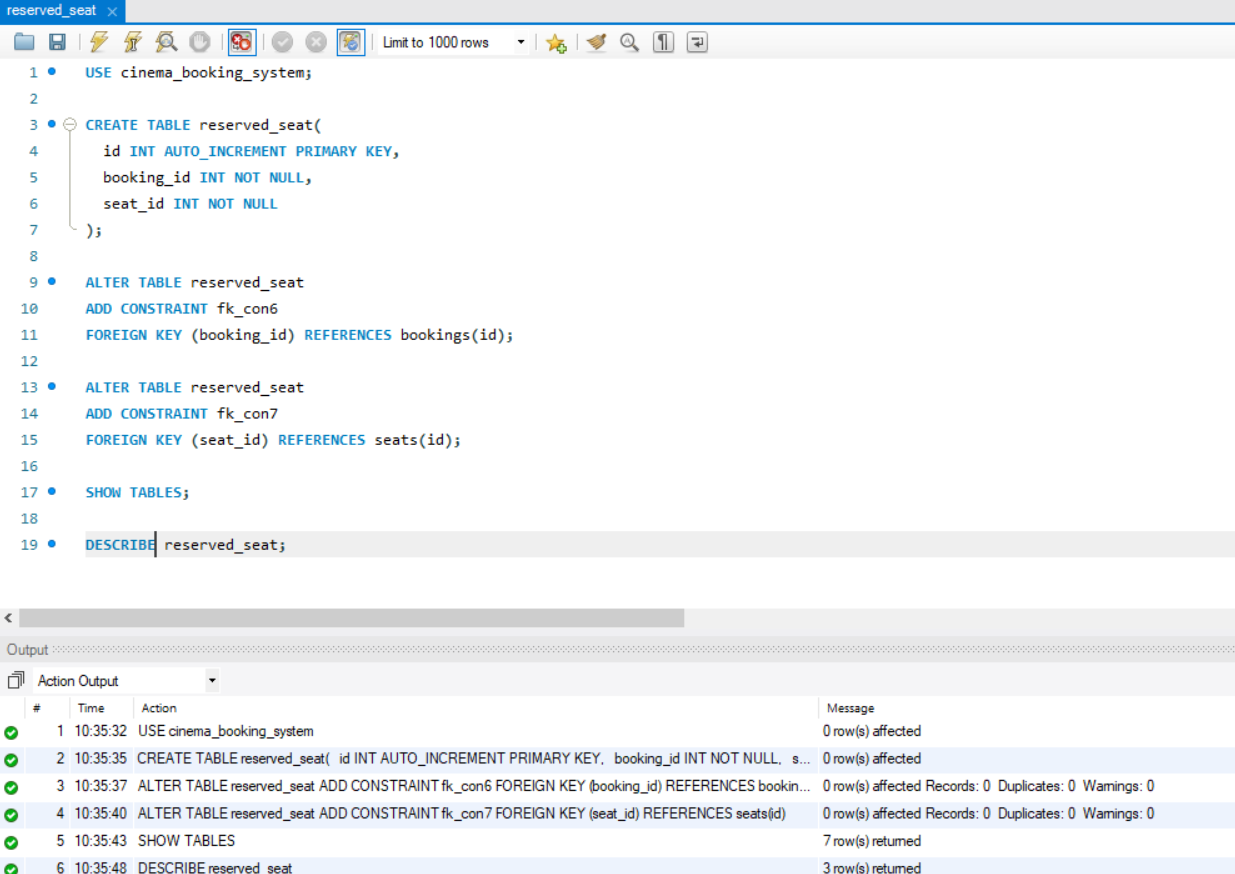 reserved_seat ×
Limit to 1000 rows
1 USE cinema_booking_system;
2
3 CREATE TABLE reserved_seat(
4 id INT AUTO_INCREMENT PRIMARY KEY,
5 booking_id INT NOT NULL,
6 seat_id INT NOT NULL
7 );
8
9 ALTER TABLE reserved_seat
10 ADD CONSTRAINT fk_con6
11 FOREIGN KEY (booking_id) REFERENCES bookings(id);
12
13 ALTER TABLE reserved_seat
14 ADD CONSTRAINT fk_con7
15 FOREIGN KEY (seat_id) REFERENCES seats(id);
16
17 SHOW TABLES;
18
19 DESCRIBE reserved_seat;
Output
Action Output
# Time Action Message
1 10:35:32 USE cinema_booking_system 0 row(s) affected
2 10:35:35 CREATE TABLE reserved_seat( id INT AUTO_INCREMENT PRIMARY KEY, booking_id INT NOT NULL, s... 0 row(s) affected
3 10:35:37 ALTER TABLE reserved_seat ADD CONSTRAINT fk_con6 FOREIGN KEY (booking_id) REFERENCES bookin... 0 row(s) affected Records: 0 Duplicates: 0 Warnings: 0
4 10:35:40 ALTER TABLE reserved_seat ADD CONSTRAINT fk_con7 FOREIGN KEY (seat_id) REFERENCES seats(id) 0 row(s) affected Records: 0 Duplicates: 0 Warnings: 0
5 10:35:43 SHOW TABLES 7 row(s) returned
6 10:35:48 DESCRIBE reserved_seat 3 row(s) returned